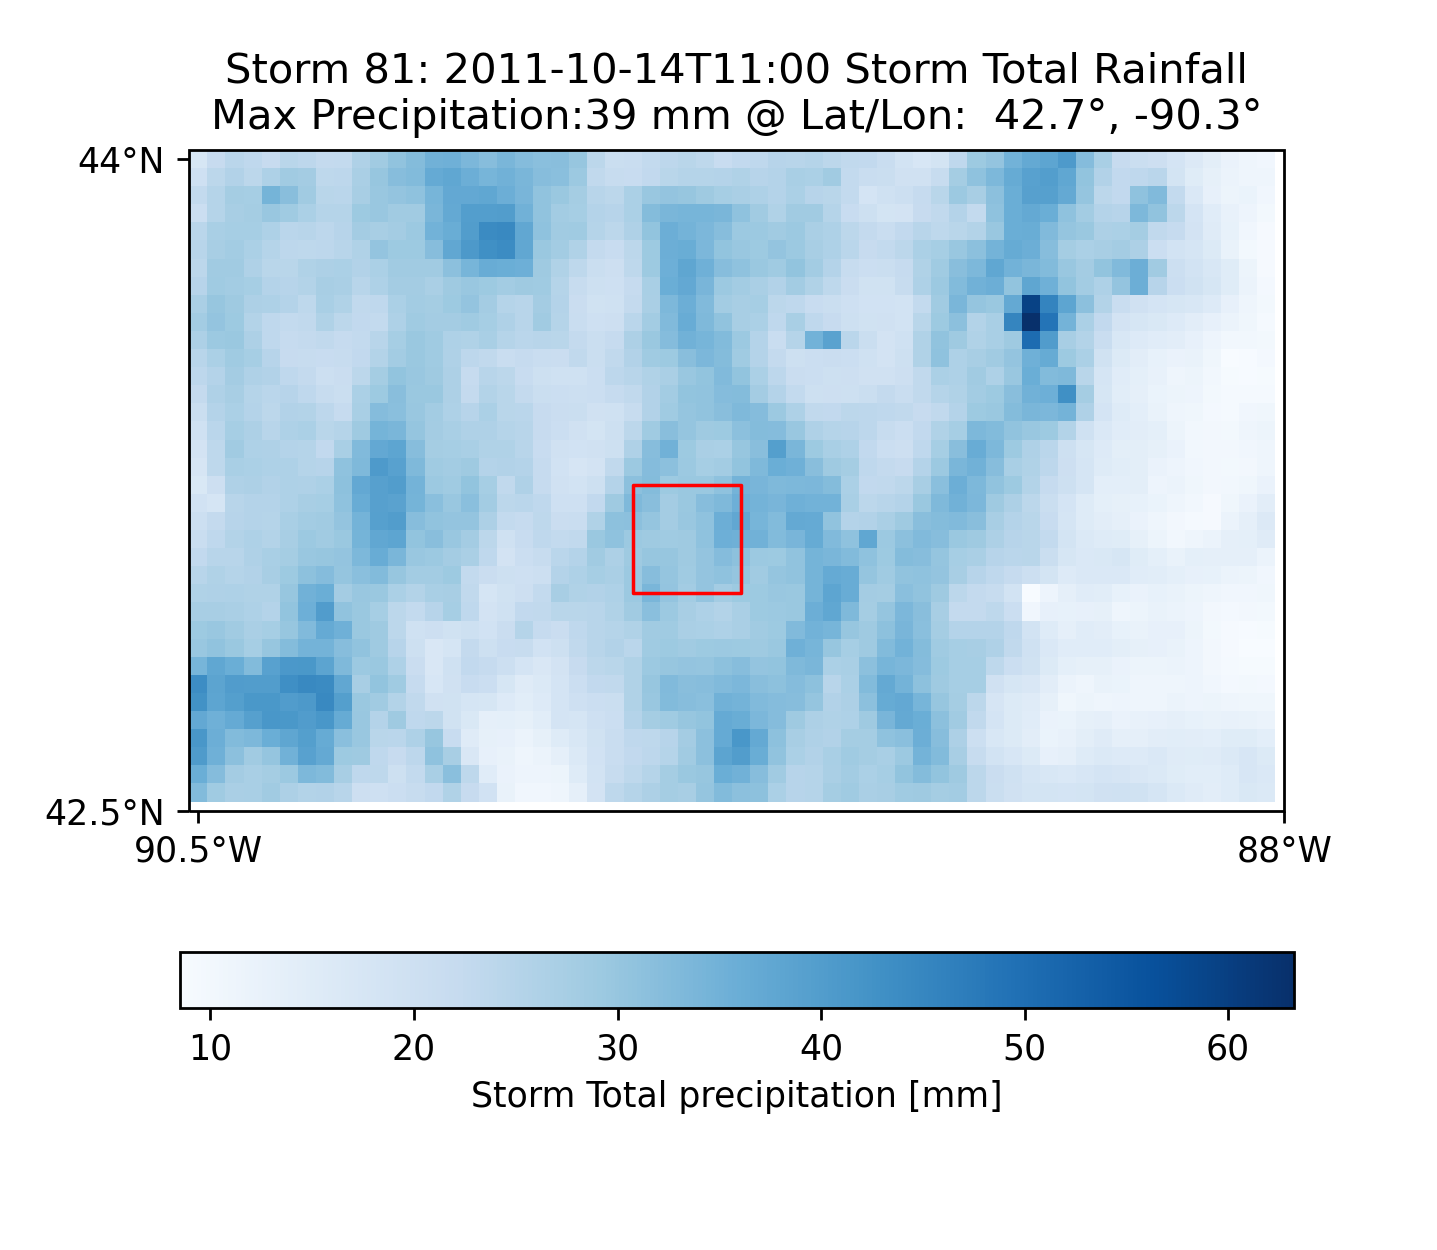 Storm 81: 2011-10-14T11:00 Storm Total Rainfall
Max Precipitation:39 mm @ Lat/Lon:  42.7°, -90.3°
44°N
42.5°N
90.5°W 88°W
10 20 30 40 50 60
Storm Total precipitation [mm]